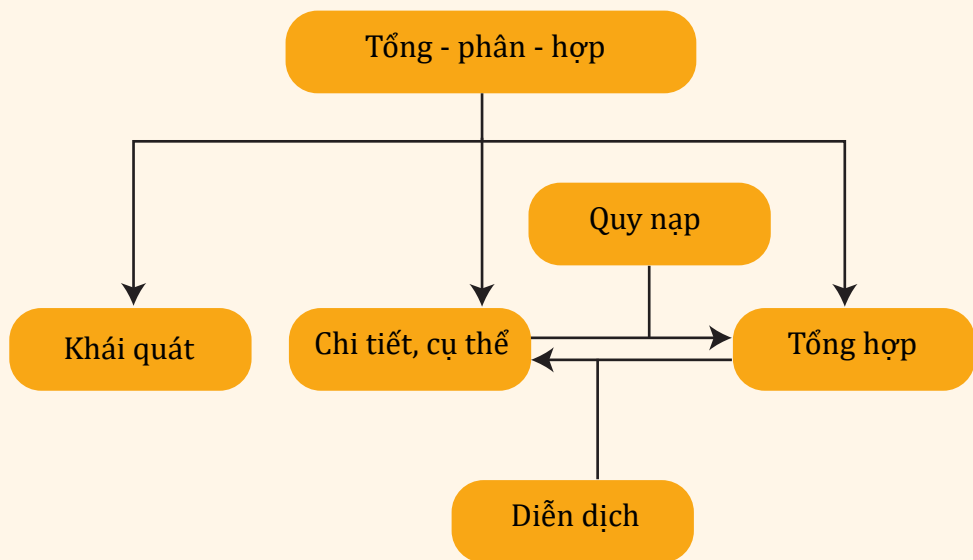 Tổng - phân - hợp
Quy nạp
Khái quát
Chi tiết, cụ thể
Tổng hợp
Diễn dịch